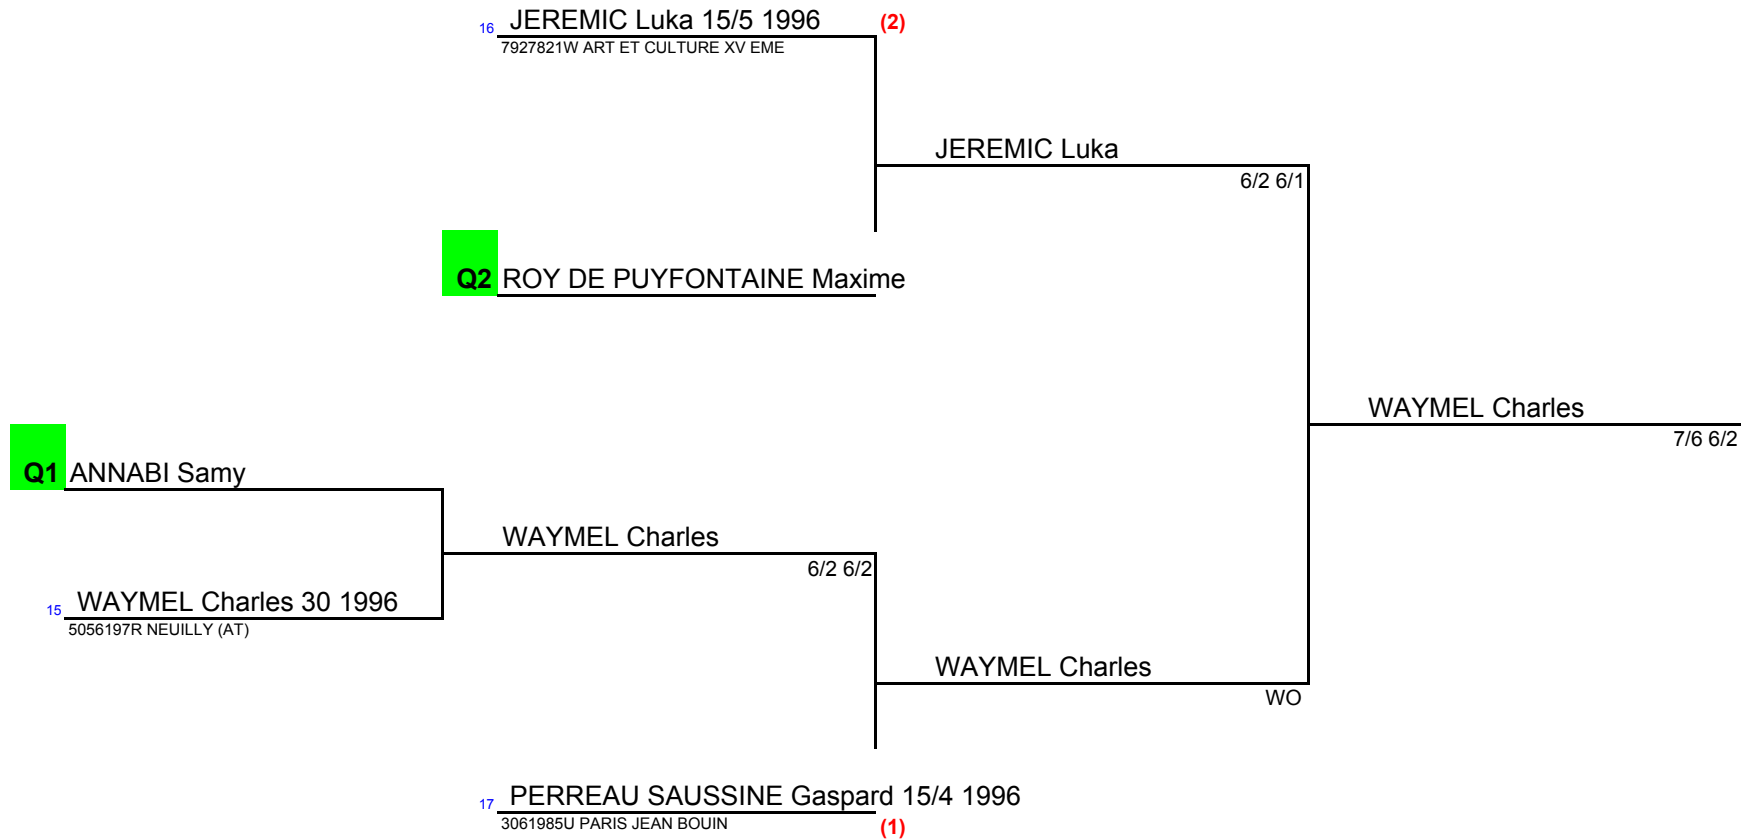 16 JEREMIC Luka 15/5 1996 (2)
7927821W ART ET CULTURE XV EME
JEREMIC Luka
6/2 6/1
Q2 ROY DE PUYFONTAINE Maxime
WAYMEL Charles
7/6 6/2
Q1 ANNABI Samy
WAYMEL Charles
6/2 6/2
15 WAYMEL Charles 30 1996
5056197R NEUILLY (AT)
WAYMEL Charles
WO
17 PERREAU SAUSSINE Gaspard 15/4 1996
3061985U PARIS JEAN BOUIN (1)